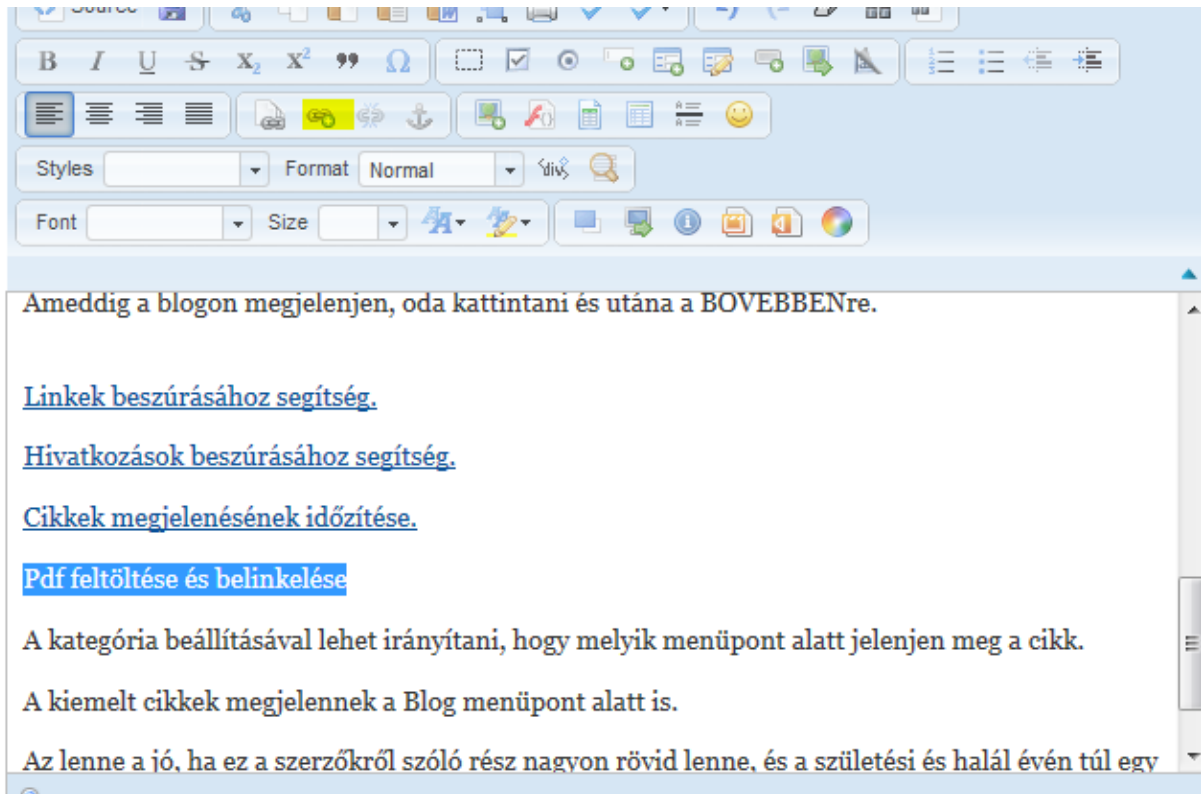 Source
B I U S X₂ X² Ω
Styles Format Normal
Font Size
Ameddig a blogon megjelenjen, oda kattintani és utána a BŐVEBBENre.
Linkek beszúrásához segítség.
Hivatkozások beszúrásához segítség.
Cikkek megjelenésének időzítése.
Pdf feltöltése és belinkelése
A kategória beállításával lehet irányítani, hogy melyik menüpont alatt jelenjen meg a cikk.
A kiemelt cikkek megjelennek a Blog menüpont alatt is.
Az lenne a jó, ha ez a szerzőkről szóló rész nagyon rövid lenne, és a születési és halál évén túl egy